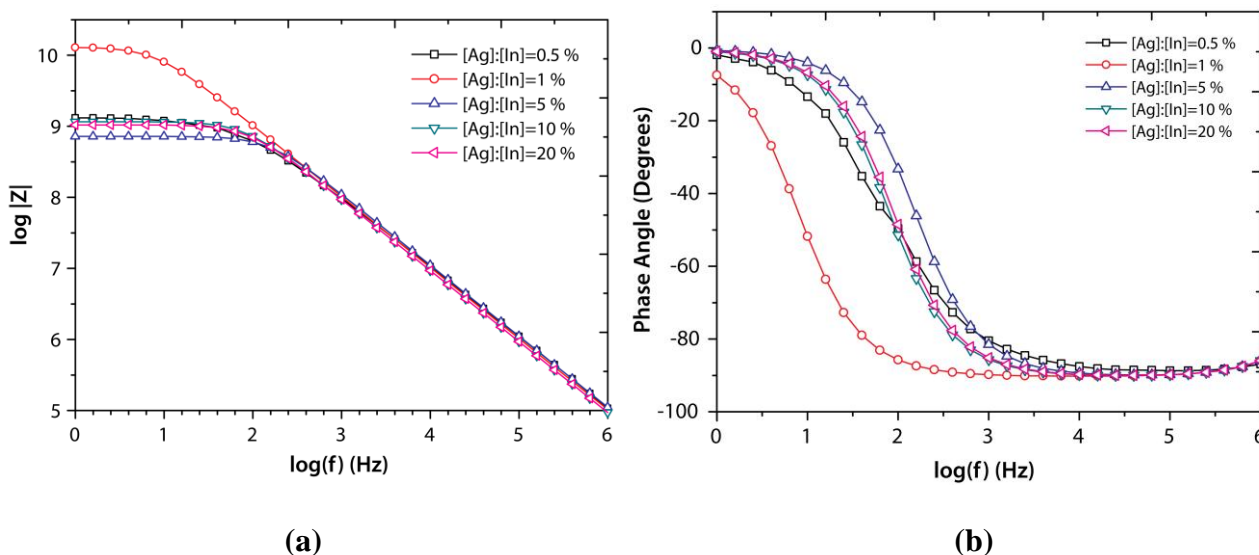 10
9
8
7
6
5
0
1
2
3
4
5
6
log |Z|
log(f) (Hz)
[Ag]:[In]=0.5 %
[Ag]:[In]=1 %
[Ag]:[In]=5 %
[Ag]:[In]=10 %
[Ag]:[In]=20 %
(a)
0
-20
-40
-60
-80
-100
0
1
2
3
4
5
6
Phase Angle (Degrees)
log(f) (Hz)
[Ag]:[In]=0.5 %
[Ag]:[In]=1 %
[Ag]:[In]=5 %
[Ag]:[In]=10 %
[Ag]:[In]=20 %
(b)